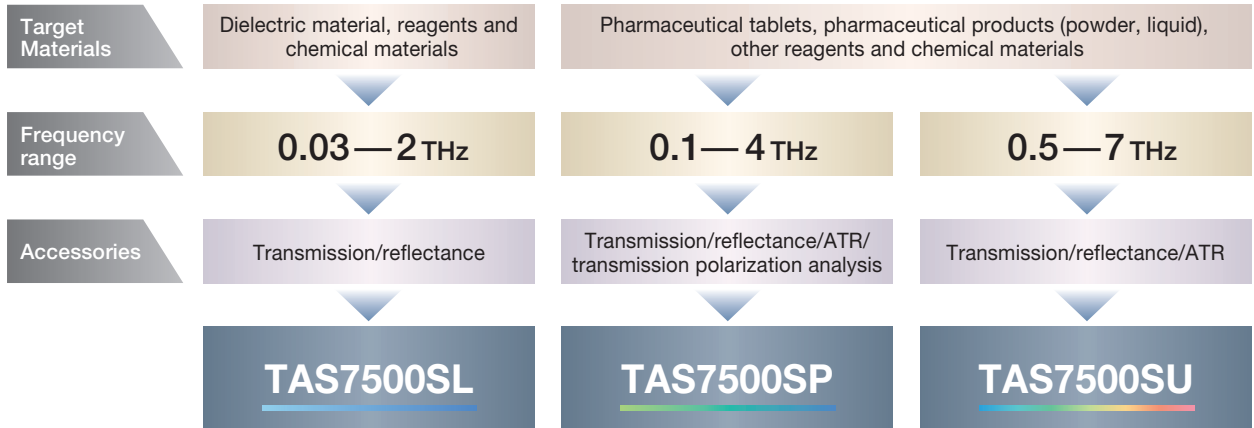 Target
Materials
Dielectric material, reagents and
chemical materials
Pharmaceutical tablets, pharmaceutical products (powder, liquid),
other reagents and chemical materials
Frequency
range
0.03—2 THz
0.1—4 THz
0.5—7 THz
Accessories
Transmission/reflectance
Transmission/reflectance/ATR/
transmission polarization analysis
Transmission/reflectance/ATR
TAS7500SL
TAS7500SP
TAS7500SU